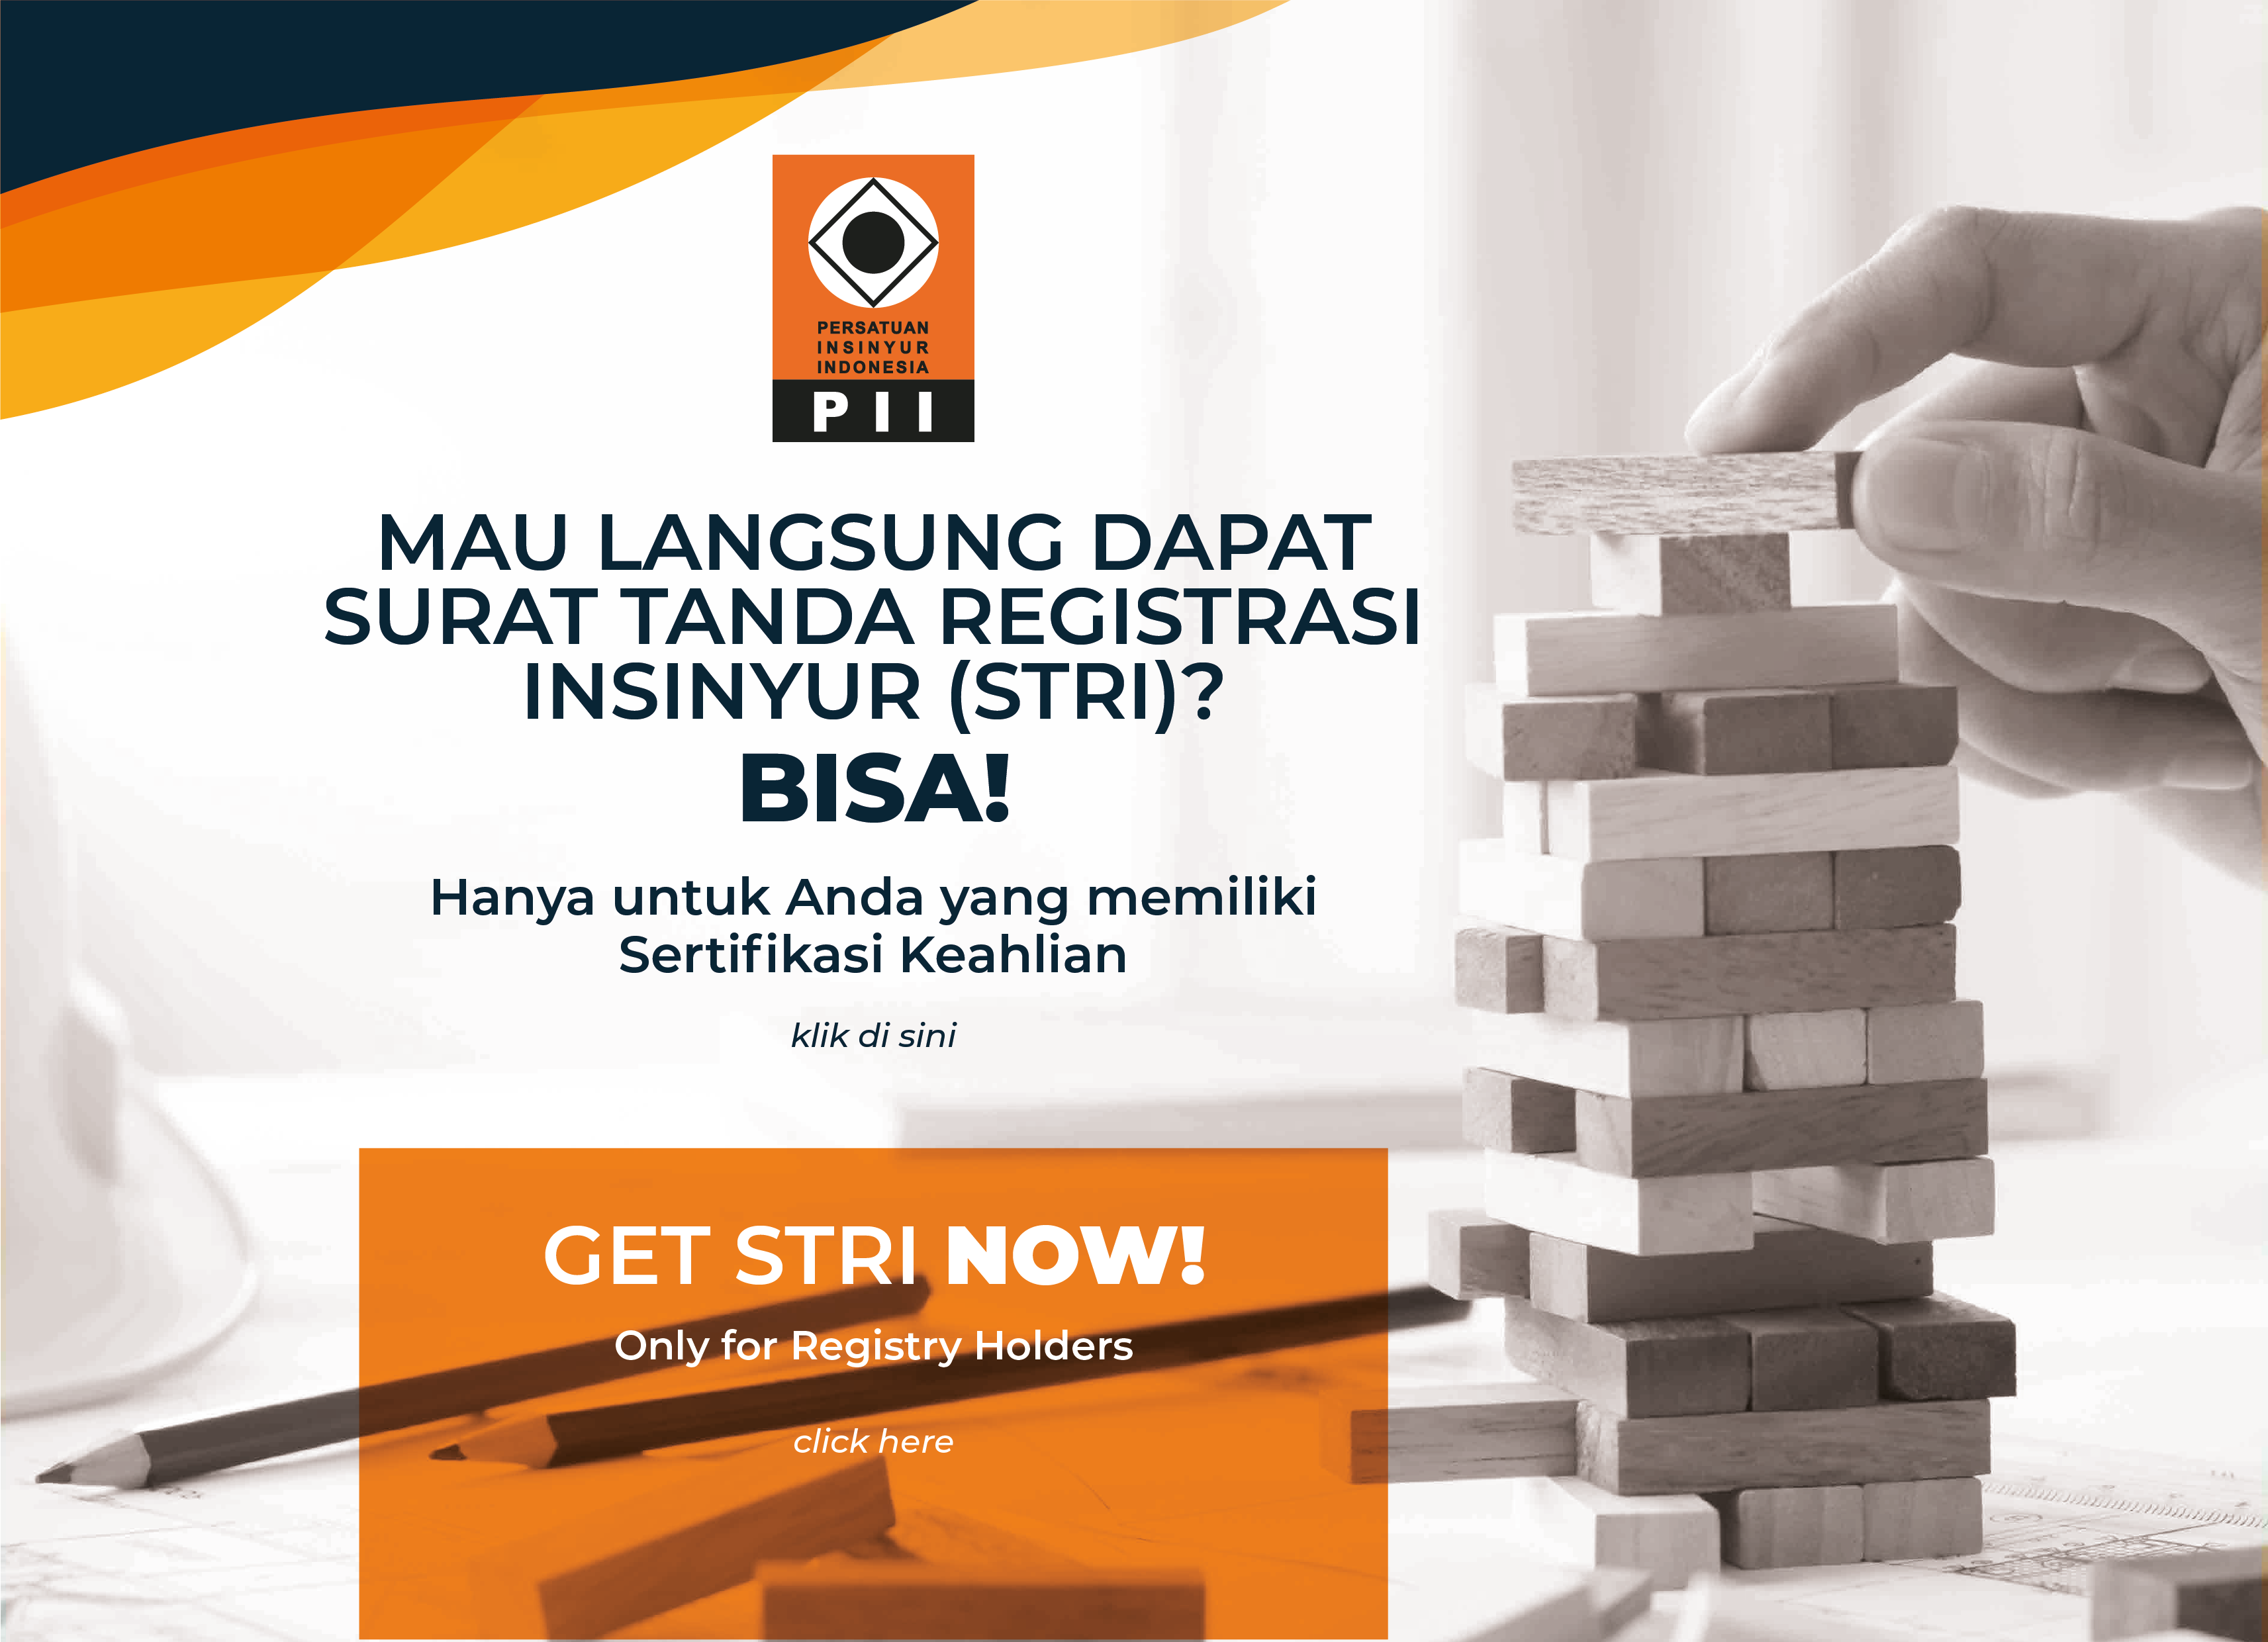 PERSATUAN
INSINYUR
INDONESIA
PII
MAU LANGSUNG DAPAT
SURAT TANDA REGISTRASI
INSINYUR (STRI)?
BISA!
Hanya untuk Anda yang memiliki
Sertifikasi Keahlian
klik di sini
GET STRI NOW!
Only for Registry Holders
click here